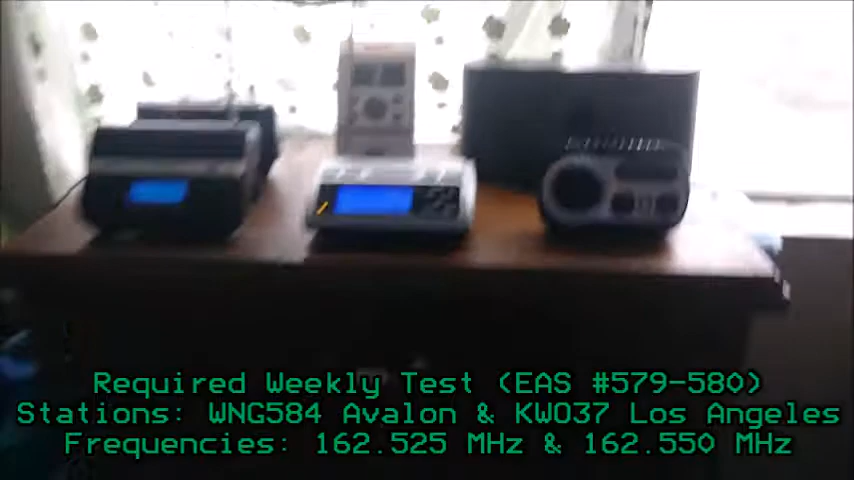 Required Weekly Test (EAS #579-580)
Stations: WNG584 Avalon & KWO37 Los Angeles
Frequencies: 162.525 MHz & 162.550 MHz